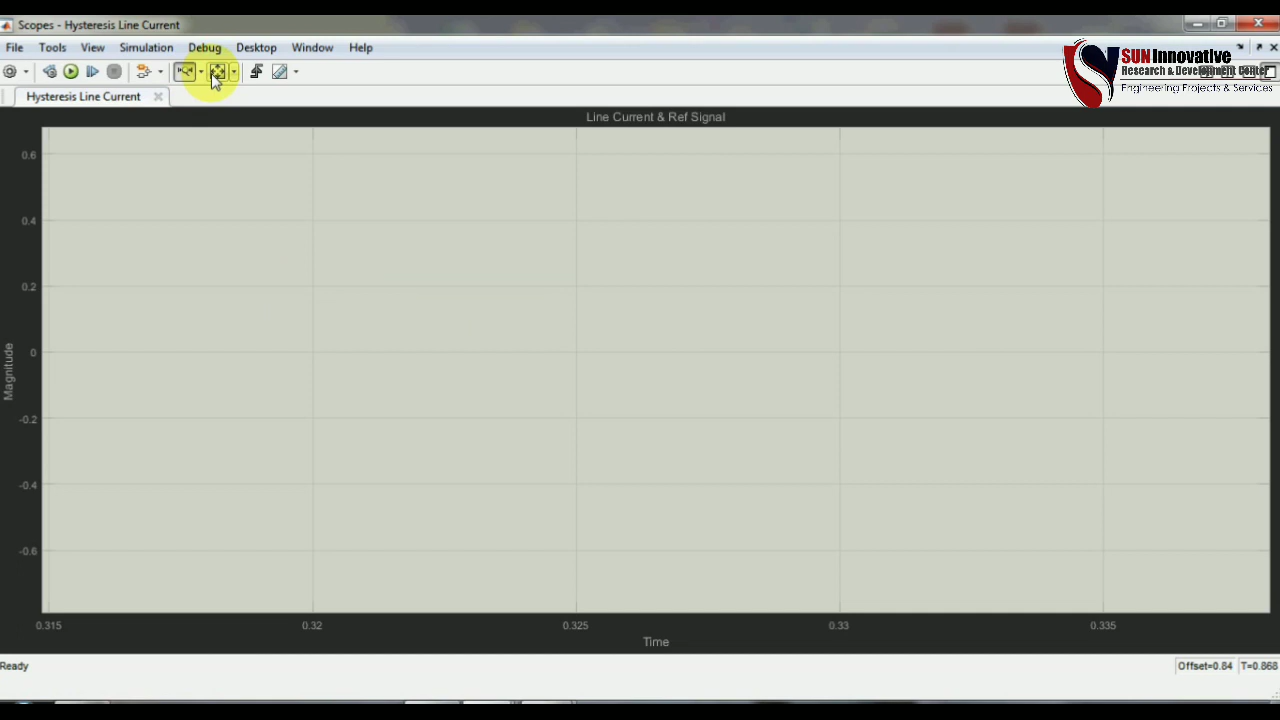 Scopes - Hysteresis Line Current
File Tools View Simulation Debug Desktop Window Help
SUN Innovative
Research & Development Center
Engineering Projects & Services
Hysteresis Line Current
Line Current & Ref Signal
0.6
0.4
0.2
0
-0.2
-0.4
-0.6
Magnitude
0.315 0.32 0.325 0.33 0.335
Time
Ready
Offset=0.84 T=0.868